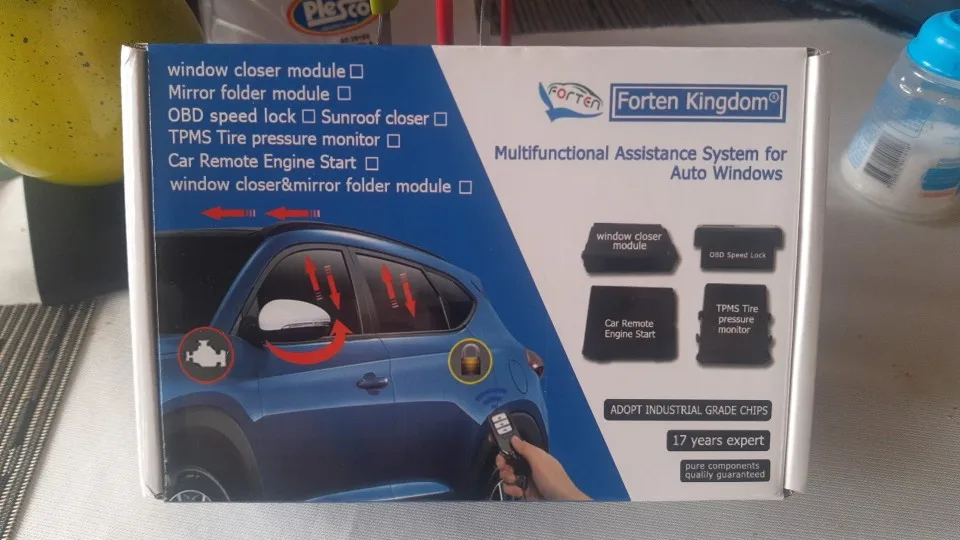 Plesco
window closer module □
Mirror folder module □
OBD speed lock □ Sunroof closer □
TPMS Tire pressure monitor □
Car Remote Engine Start □
window closer&mirror folder module □
FORTEN
Forten Kingdom®
Multifunctional Assistance System for
Auto Windows
window closer
module
OBD Speed Lock
Car Remote
Engine Start
TPMS Tire
pressure
monitor
ADOPT INDUSTRIAL GRADE CHIPS
17 years expert
pure components
quality guaranteed